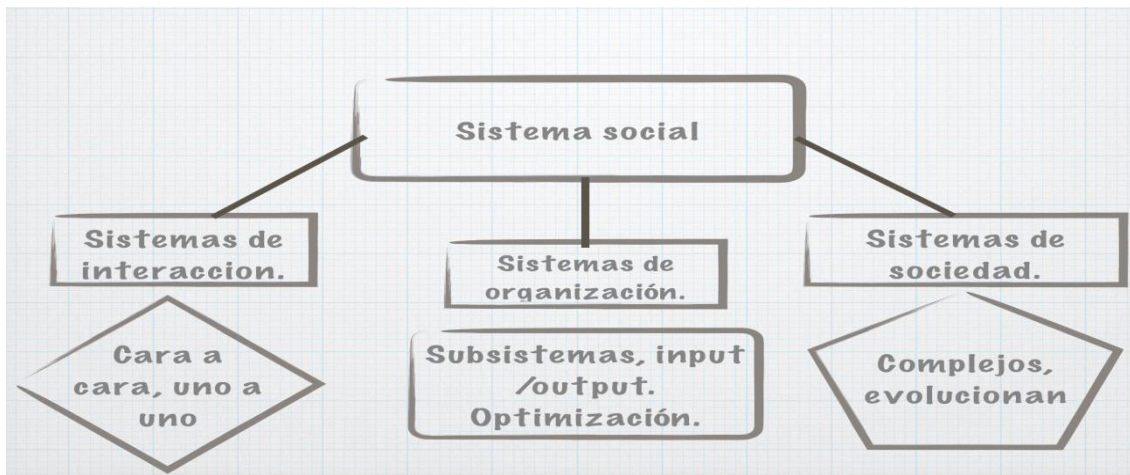 Sistema social
Sistemas de
interaccion.
Sistemas de
organización.
Sistemas de
sociedad.
Cara a
cara, uno a
uno
Subsistemas, input
/output.
Optimización.
Complejos,
evolucionan